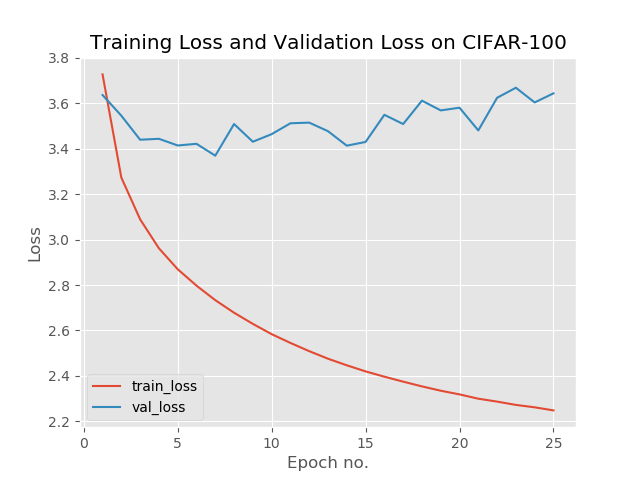 Training Loss and Validation Loss on CIFAR-100
3.8
3.6
3.4
3.2
3.0
2.8
2.6
2.4
2.2
Loss
train_loss
val_loss
0 5 10 15 20 25
Epoch no.